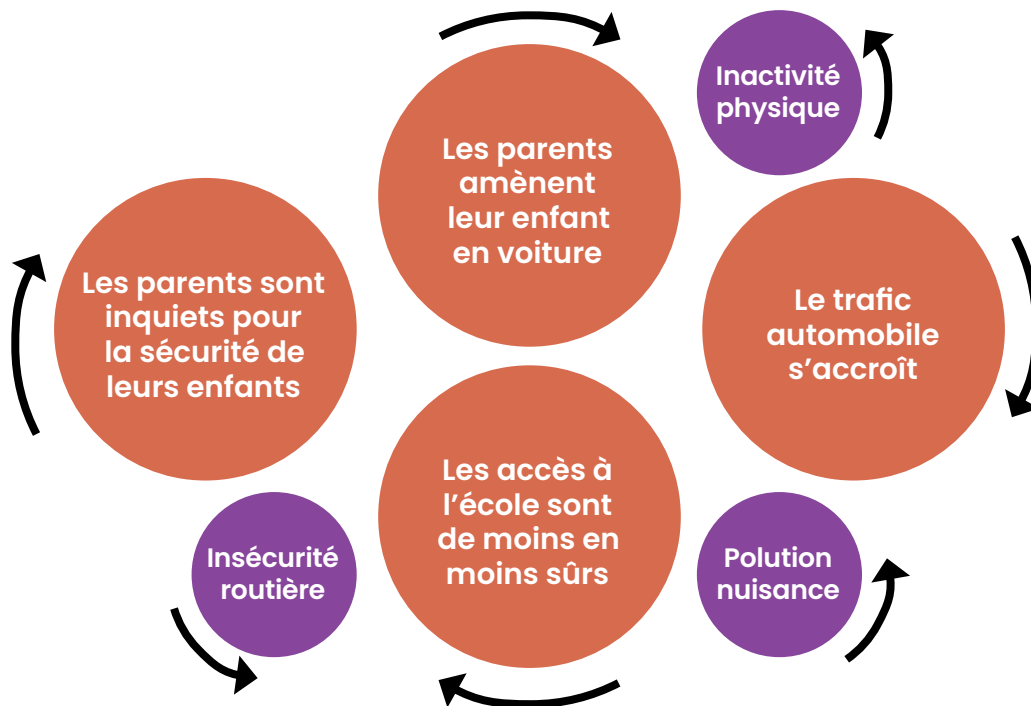 Inactivité
physique
Les parents
amènent
leur enfant
en voiture
Les parents sont
inquiets pour
la sécurité de
leurs enfants
Le trafic
automobile
s’accroît
Les accès à
l’école sont
de moins en
moins sûrs
Insécurité
routière
Polution
nuisance